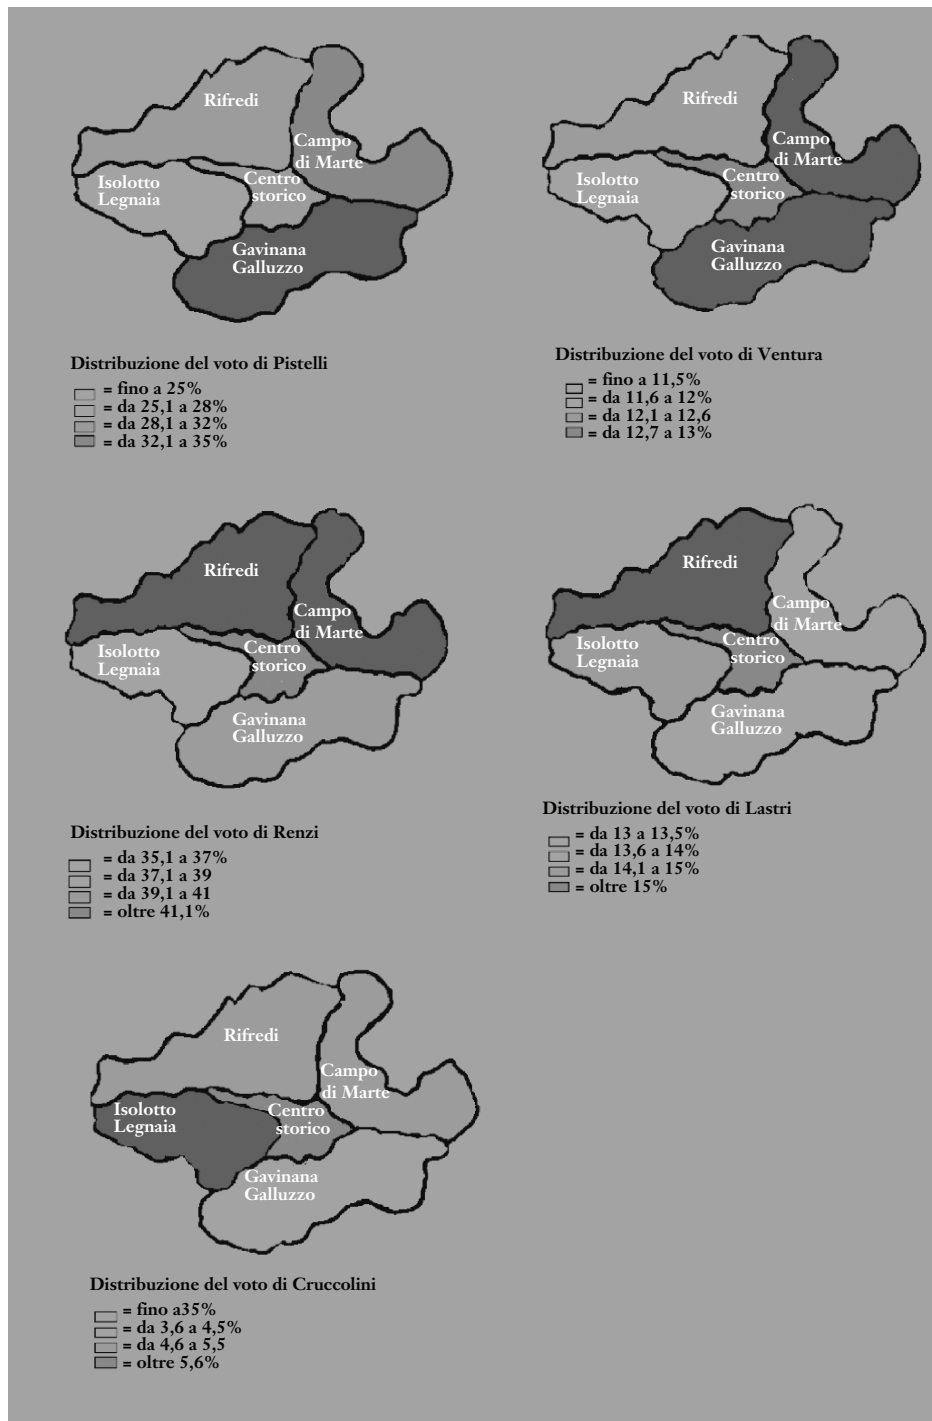 Rifredi
Campo
di Marte
Isolotto
Legnaia
Centro
storico
Gavinana
Galluzzo
Distribuzione del voto di Pistelli
= fino a 25%
= da 25,1 a 28%
= da 28,1 a 32%
= da 32,1 a 35%
Rifredi
Campo
di Marte
Isolotto
Legnaia
Centro
storico
Gavinana
Galluzzo
Distribuzione del voto di Ventura
= fino a 11,5%
= da 11,6 a 12%
= da 12,1 a 12,6
= da 12,7 a 13%
Rifredi
Campo
di Marte
Isolotto
Legnaia
Centro
storico
Gavinana
Galluzzo
Distribuzione del voto di Renzi
= da 35,1 a 37%
= da 37,1 a 39
= da 39,1 a 41
= oltre 41,1%
Rifredi
Campo
di Marte
Isolotto
Legnaia
Centro
storico
Gavinana
Galluzzo
Distribuzione del voto di Lastri
= da 13 a 13,5%
= da 13,6 a 14%
= da 14,1 a 15%
= oltre 15%
Rifredi
Campo
di Marte
Isolotto
Legnaia
Centro
storico
Gavinana
Galluzzo
Distribuzione del voto di Cruccolini
= fino a35%
= da 3,6 a 4,5%
= da 4,6 a 5,5
= oltre 5,6%